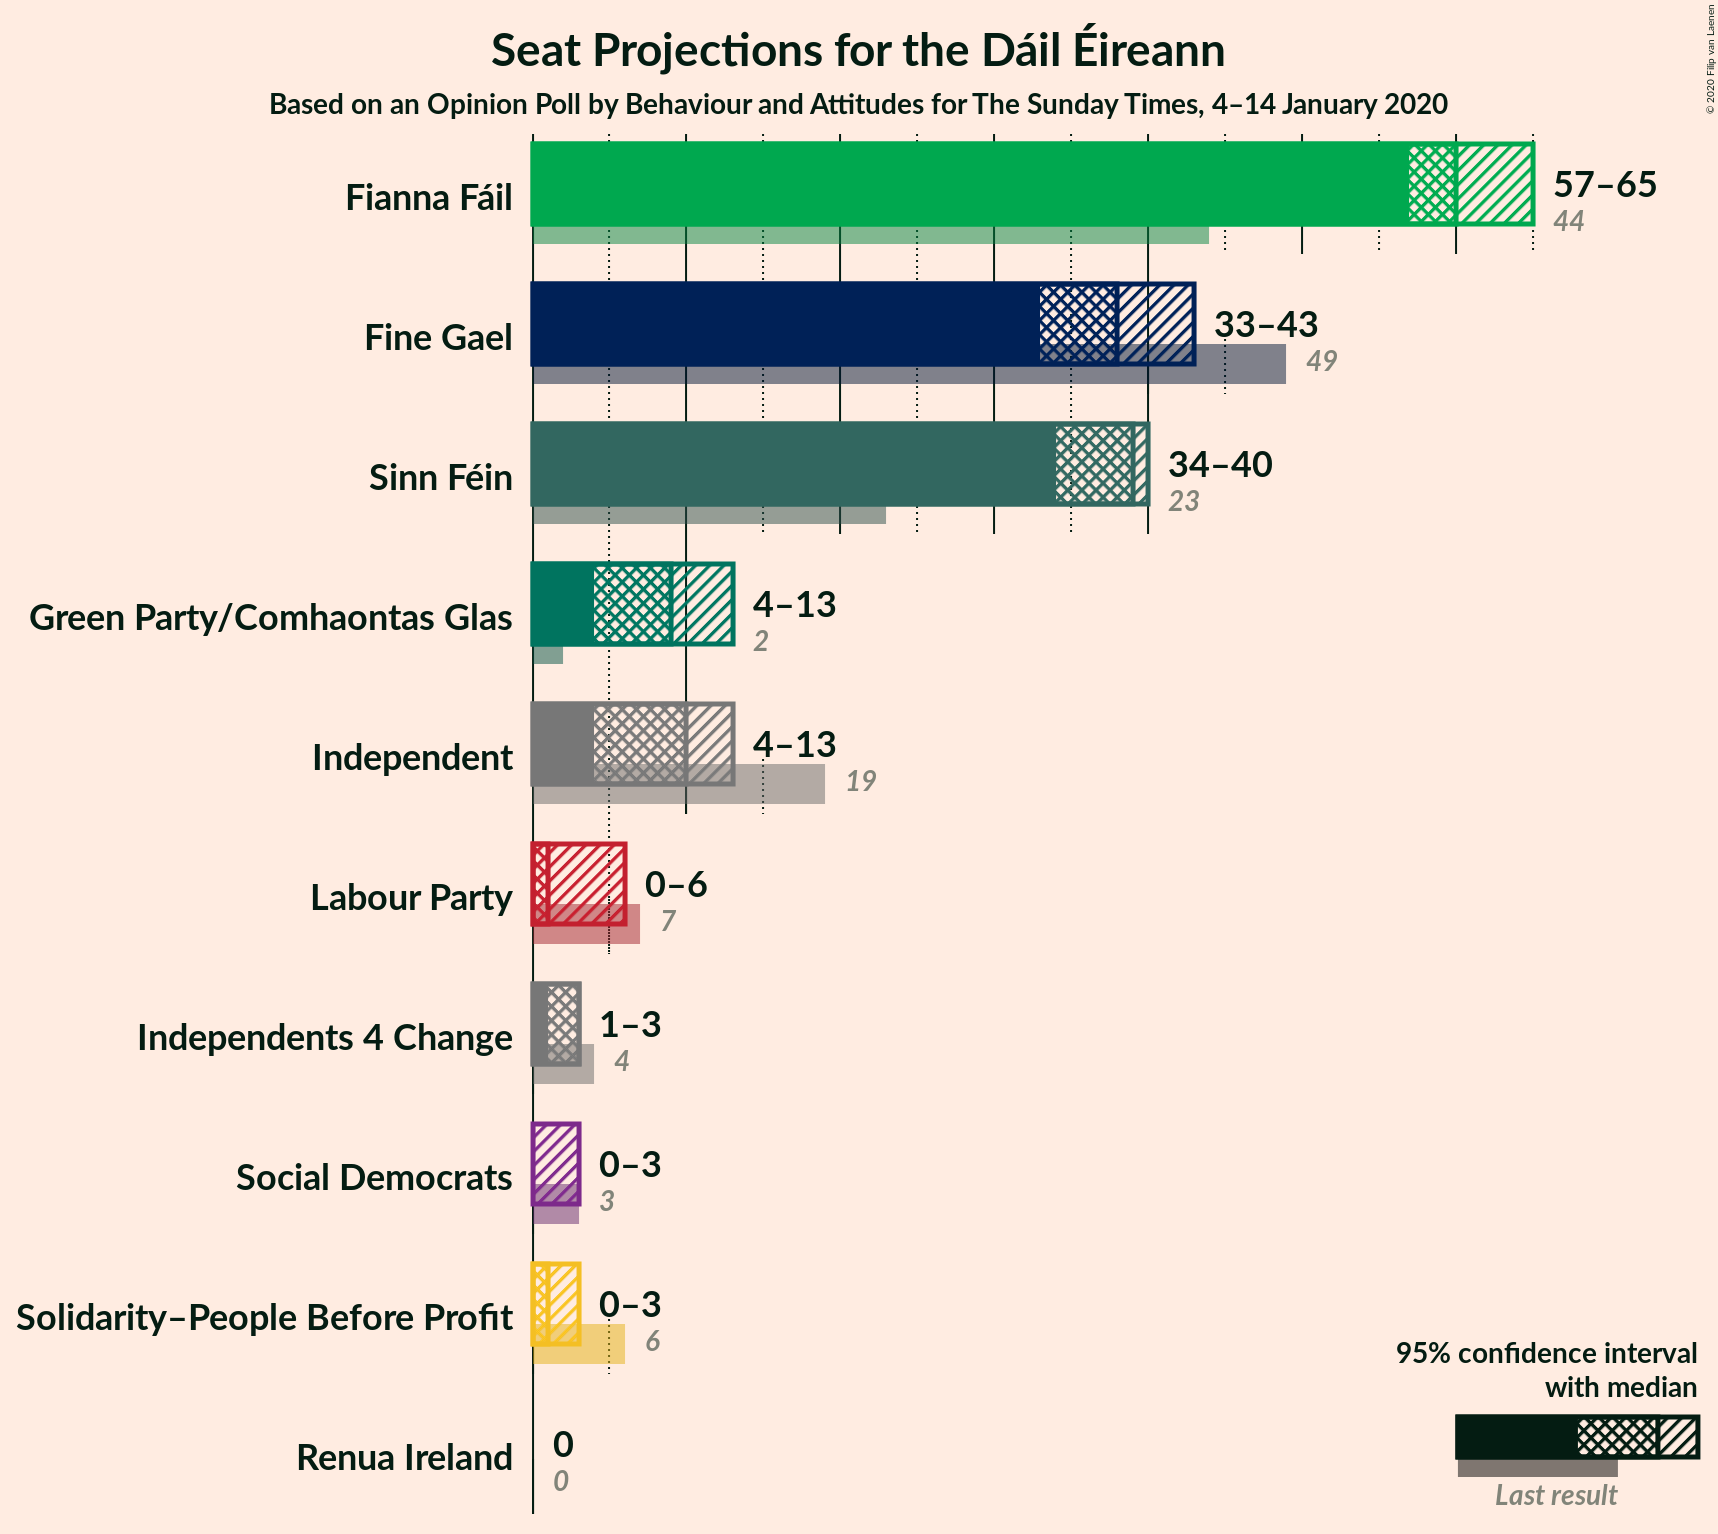 Seat Projections for the Dáil Éireann
Based on an Opinion Poll by Behaviour and Attitudes for The Sunday Times, 4–14 January 2020
© 2020 Filip van Laenen
Fianna Fáil
57–65
44
Fine Gael
33–43
49
Sinn Féin
34–40
23
Green Party/Comhaontas Glas
4–13
2
Independent
4–13
19
Labour Party
0–6
7
Independents 4 Change
1–3
4
Social Democrats
0–3
3
Solidarity–People Before Profit
0–3
6
Renua Ireland
0
0
95% confidence interval
with median
Last result